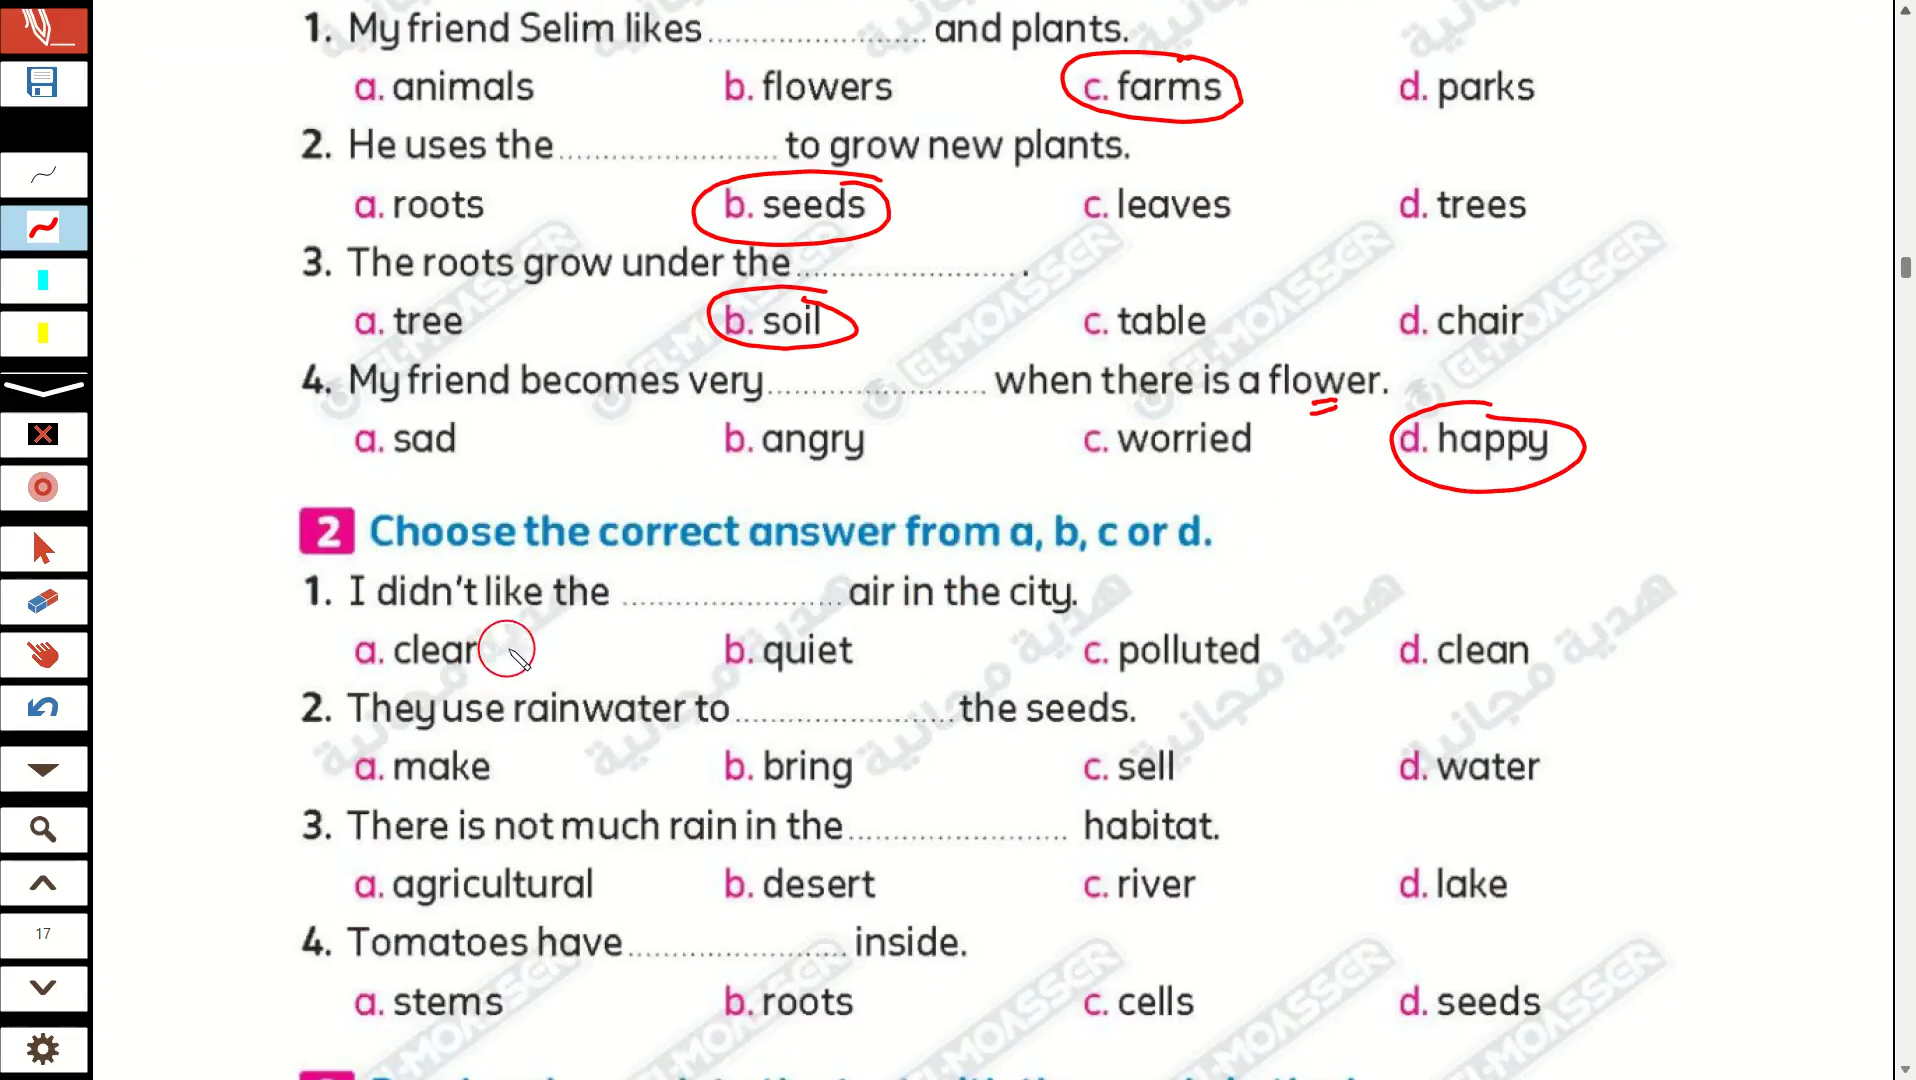 1. My friend Selim likes ........................ and plants.
a. animals b. flowers c. farms d. parks
2. He uses the ........................ to grow new plants.
a. roots b. seeds c. leaves d. trees
3. The roots grow under the ........................ .
a. tree b. soil c. table d. chair
4. My friend becomes very ........................ when there is a flower.
a. sad b. angry c. worried d. happy
2 Choose the correct answer from a, b, c or d.
1. I didn't like the ........................ air in the city.
a. clear b. quiet c. polluted d. clean
2. They use rainwater to ........................ the seeds.
a. make b. bring c. sell d. water
3. There is not much rain in the ........................ habitat.
a. agricultural b. desert c. river d. lake
4. Tomatoes have ........................ inside.
a. stems b. roots c. cells d. seeds
17
EL-MOASSER
هدية مجانية